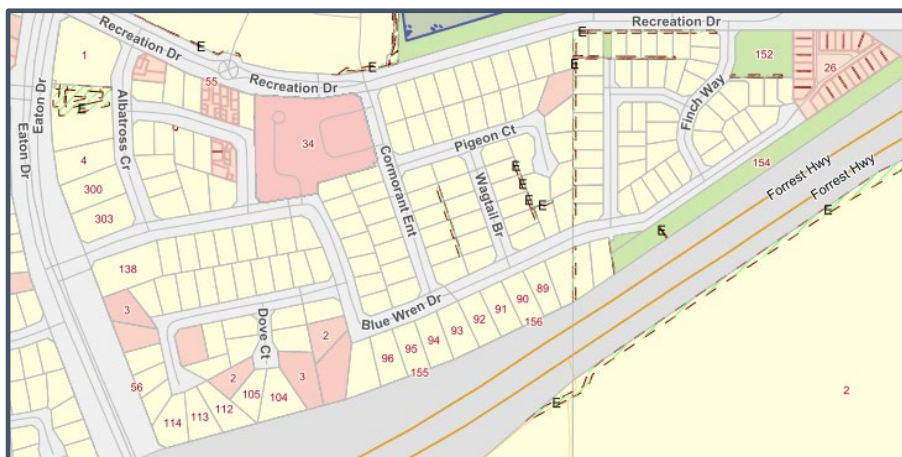 Recreation Dr
Recreation Dr
E
1
Recreation Dr
E
E
152
26
55
Recreation Dr
E
Eaton Dr
Eaton Dr
Albatross Cr
E
Finch Way
34
Pigeon Ct
4
154
Forrest Hwy
Forrest Hwy
300
Cormorant Ent
Wagtail Br
E
E
E
E
303
E
E
138
3
Blue Wren Dr
89
90
91
92
93
94
95
96
156
155
Dove Ct
2
3
2
56
105
104
112
113
114
2
E